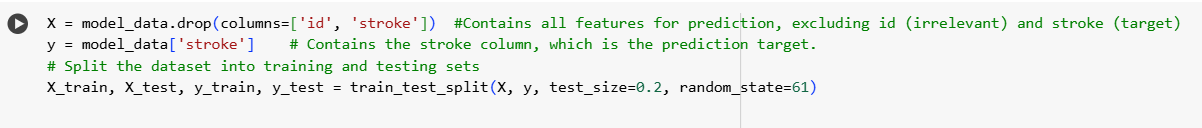 X = model_data.drop(columns=['id', 'stroke'])  #Contains all features for prediction, excluding id (irrelevant) and stroke (target)
y = model_data['stroke']    # Contains the stroke column, which is the prediction target.
# Split the dataset into training and testing sets
X_train, X_test, y_train, y_test = train_test_split(X, y, test_size=0.2, random_state=61)